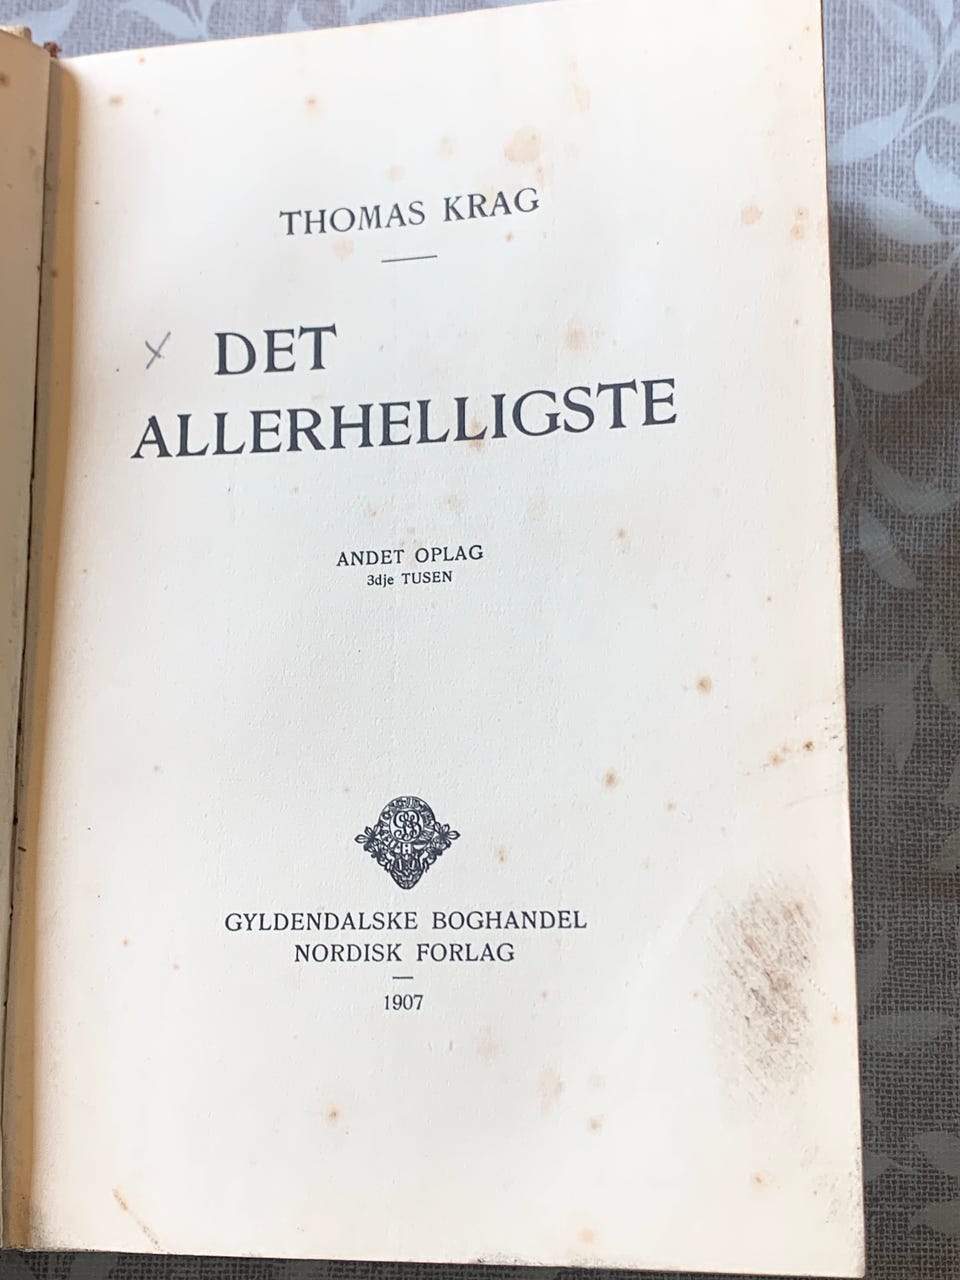 THOMAS KRAG
DET
ALLERHELLIGSTE
ANDET OPLAG
3dje TUSEN
GYLDENDALSKE BOGHANDEL
NORDISK FORLAG
1907